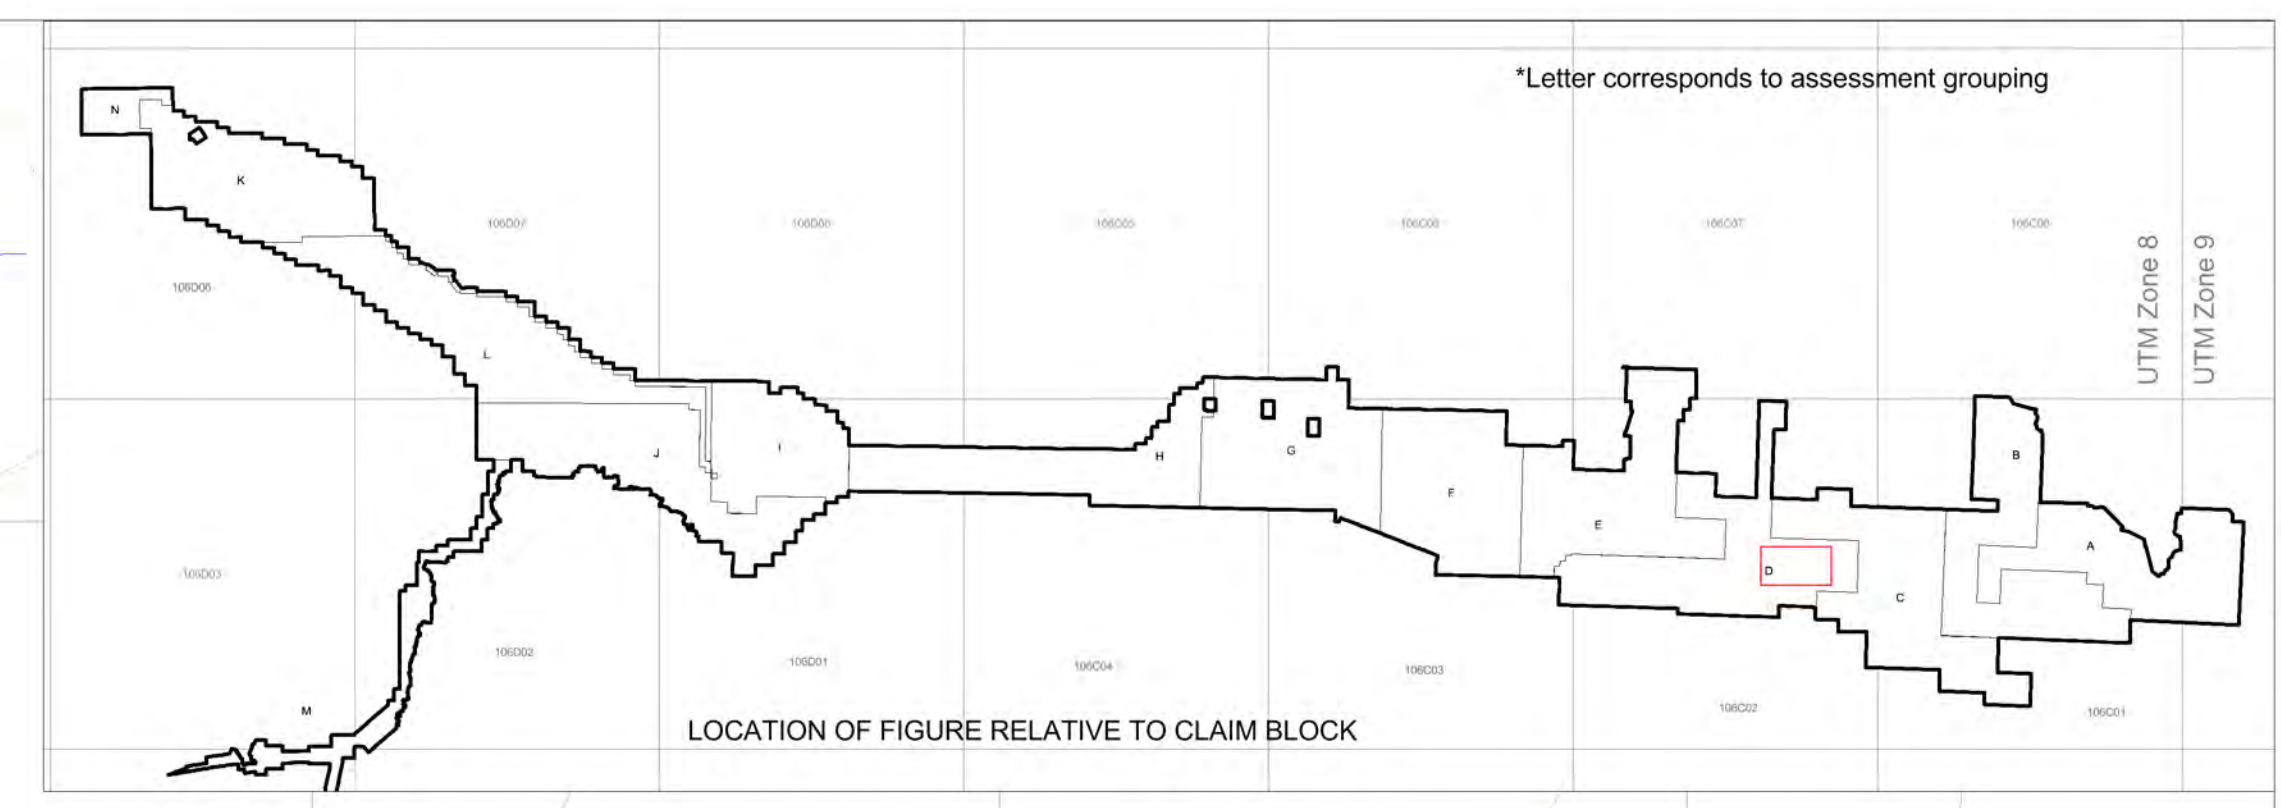 *Letter corresponds to assessment grouping
N
K
106D07
106D08
106C05
106C06
106C07
106C08
UTM Zone 8
UTM Zone 9
106D06
L
J
I
H
G
F
E
B
A
D
C
106D03
106D02
106D01
106C04
106C03
106C02
106C01
M
LOCATION OF FIGURE RELATIVE TO CLAIM BLOCK